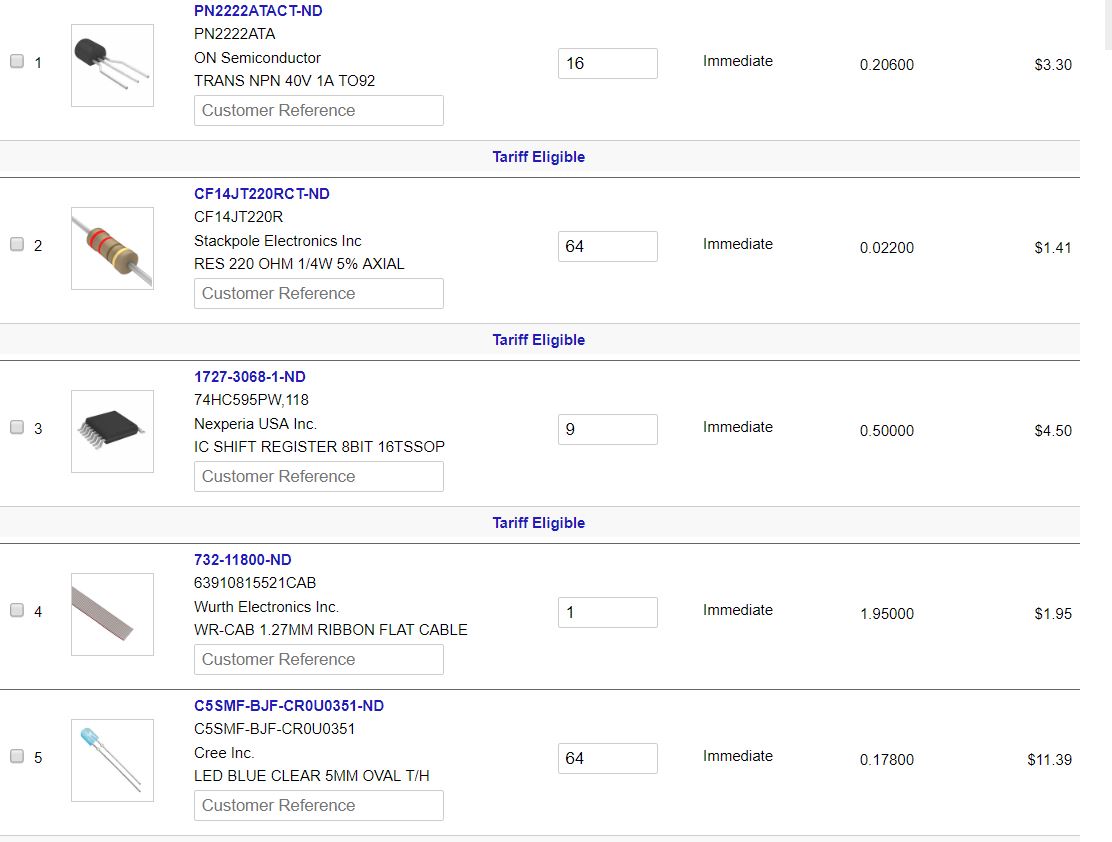 PN2222ATACT-ND
1
PN2222ATA
ON Semiconductor
TRANS NPN 40V 1A TO92
Customer Reference
16
Immediate
0.20600
$3.30
Tariff Eligible
CF14JT220RCT-ND
2
CF14JT220R
Stackpole Electronics Inc
RES 220 OHM 1/4W 5% AXIAL
Customer Reference
64
Immediate
0.02200
$1.41
Tariff Eligible
1727-3068-1-ND
3
74HC595PW,118
Nexperia USA Inc.
IC SHIFT REGISTER 8BIT 16TSSOP
Customer Reference
9
Immediate
0.50000
$4.50
Tariff Eligible
732-11800-ND
4
63910815521CAB
Wurth Electronics Inc.
WR-CAB 1.27MM RIBBON FLAT CABLE
Customer Reference
1
Immediate
1.95000
$1.95
C5SMF-BJF-CR0U0351-ND
5
C5SMF-BJF-CR0U0351
Cree Inc.
LED BLUE CLEAR 5MM OVAL T/H
Customer Reference
64
Immediate
0.17800
$11.39